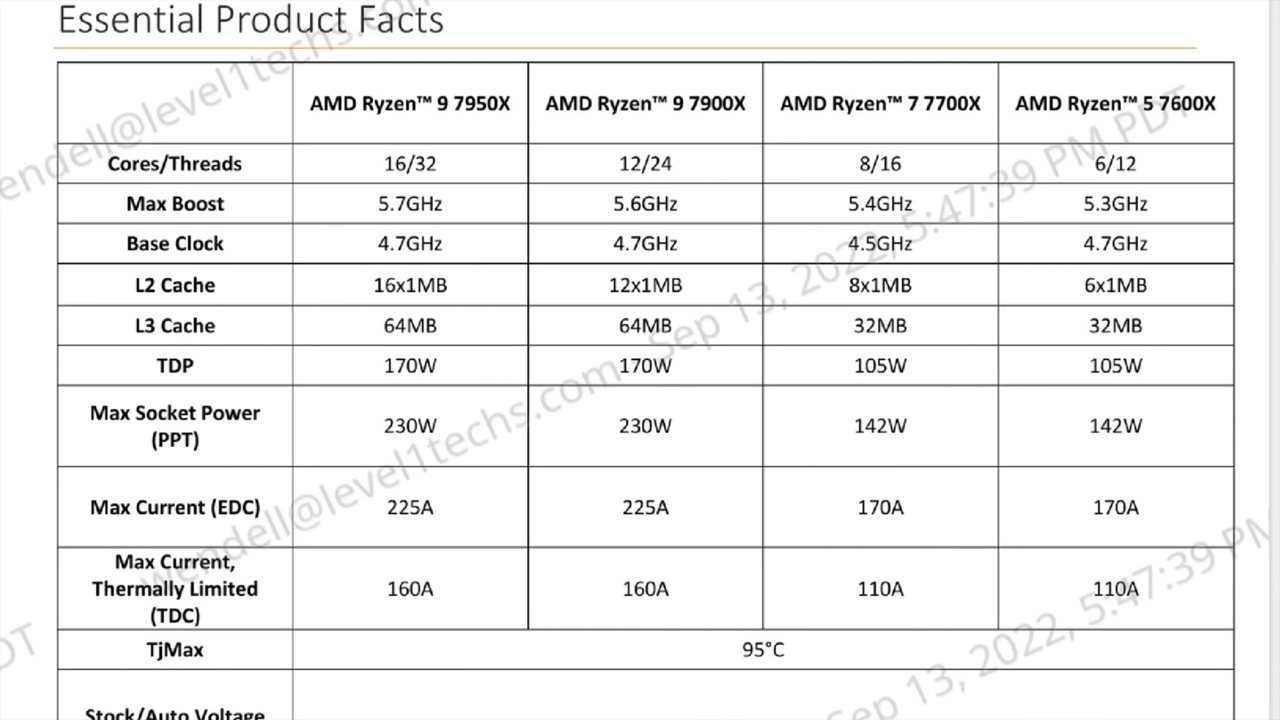 Essential Product Facts
AMD Ryzen™ 9 7950X AMD Ryzen™ 9 7900X AMD Ryzen™ 7 7700X AMD Ryzen™ 5 7600X
Cores/Threads 16/32 12/24 8/16 6/12
Max Boost 5.7GHz 5.6GHz 5.4GHz 5.3GHz
Base Clock 4.7GHz 4.7GHz 4.5GHz 4.7GHz
L2 Cache 16x1MB 12x1MB 8x1MB 6x1MB
L3 Cache 64MB 64MB 32MB 32MB
TDP 170W 170W 105W 105W
Max Socket Power
(PPT) 230W 230W 142W 142W
Max Current (EDC) 225A 225A 170A 170A
Max Current,
Thermally Limited 160A 160A 110A 110A
(TDC)
TjMax 95°C
Stock/Auto Voltage
endell@level1techs.com
wendell@level1techs.com Sep 13, 2022, 5:47:39 PM PDT
DT
Sep 13, 2022, 5:47:39 PM